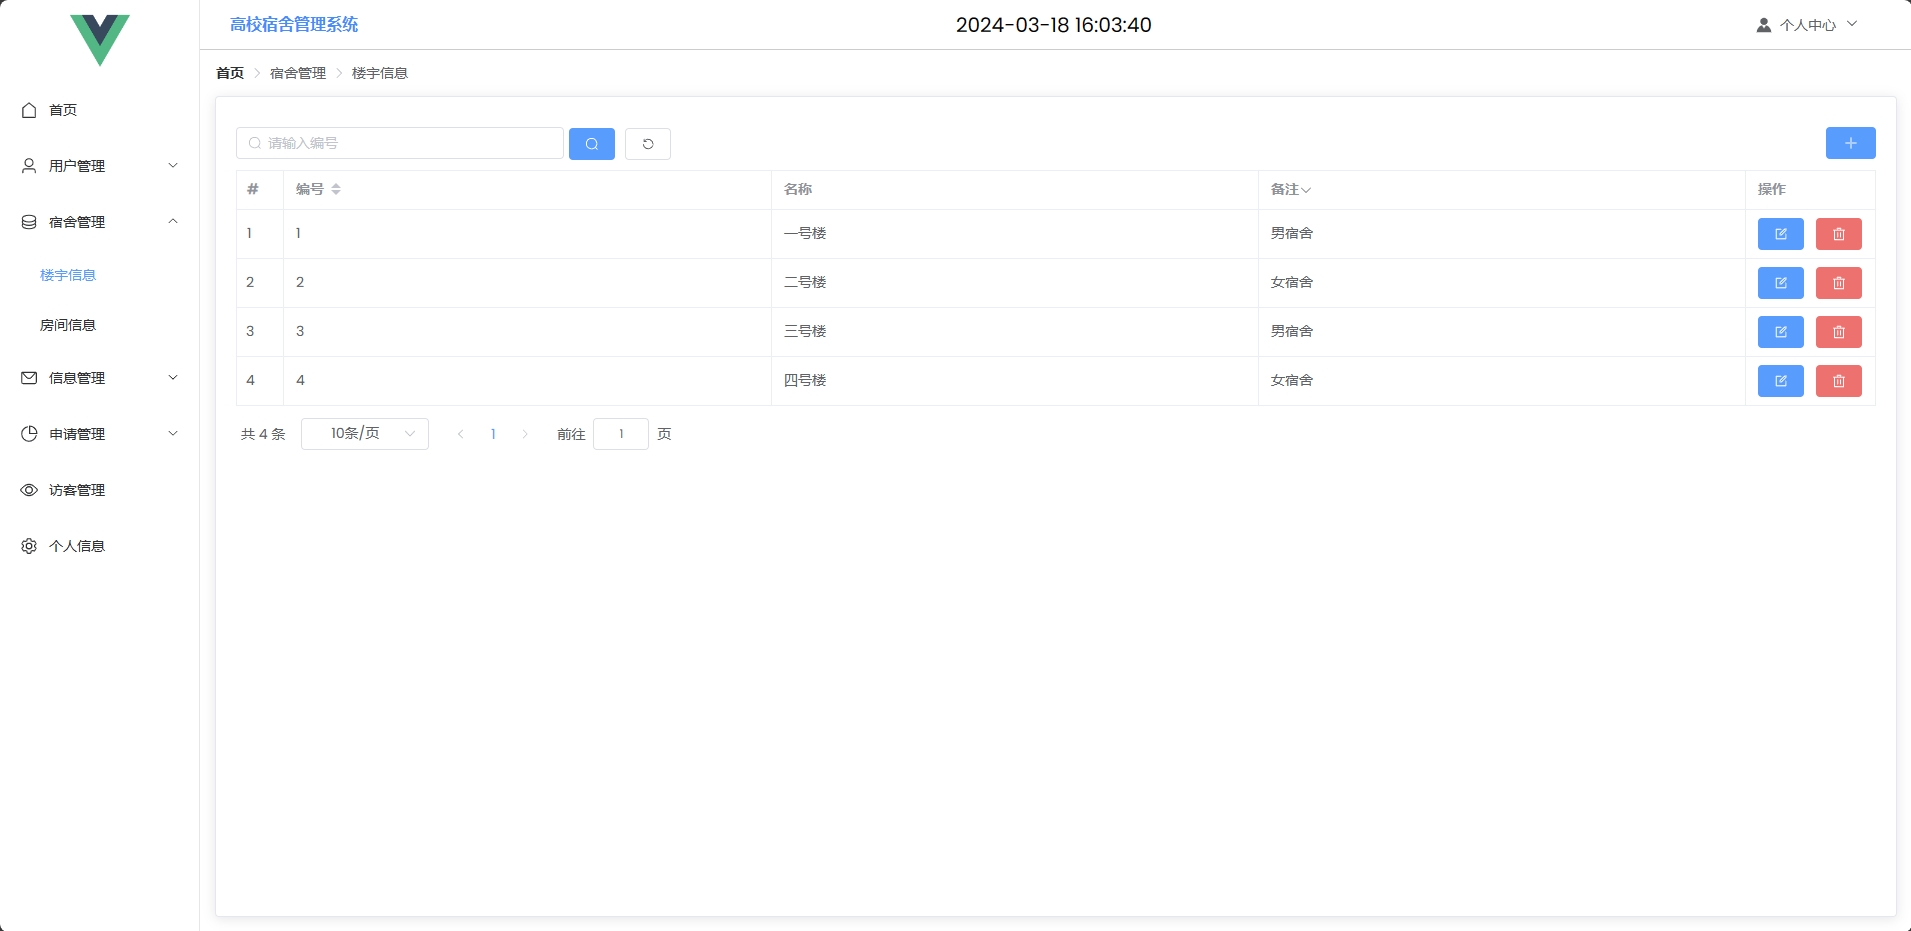 高校宿舍管理系统
2024-03-18 16:03:40
个人中心
首页
用户管理
宿舍管理
楼宇信息
房间信息
信息管理
申请管理
访客管理
个人信息
首页 宿舍管理 楼宇信息
请输入编号
# 编号 名称 备注 操作
1 1 一号楼 男宿舍
2 2 二号楼 女宿舍
3 3 三号楼 男宿舍
4 4 四号楼 女宿舍
共 4 条 10条/页 1 前往 1 页